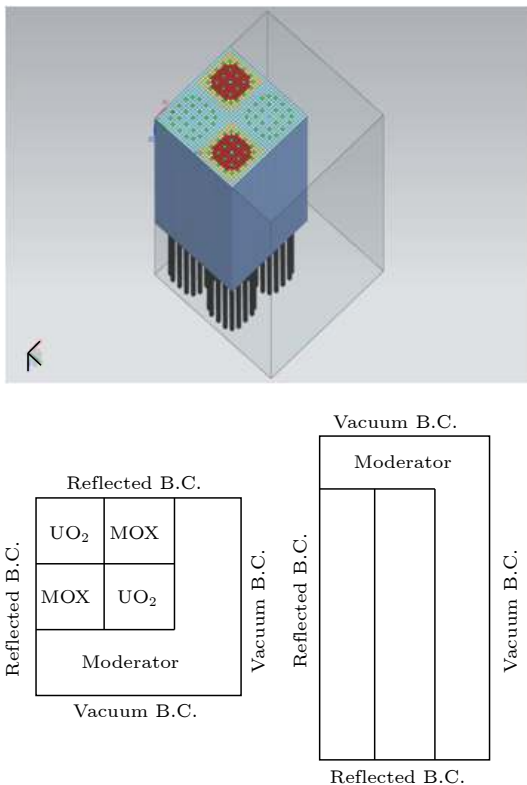 Vacuum B.C.
Moderator
Reflected B.C.
Vacuum B.C.
Reflected B.C.
Reflected B.C.
Reflected B.C.
UO₂ MOX
MOX UO₂
Moderator
Vacuum B.C.
Vacuum B.C.